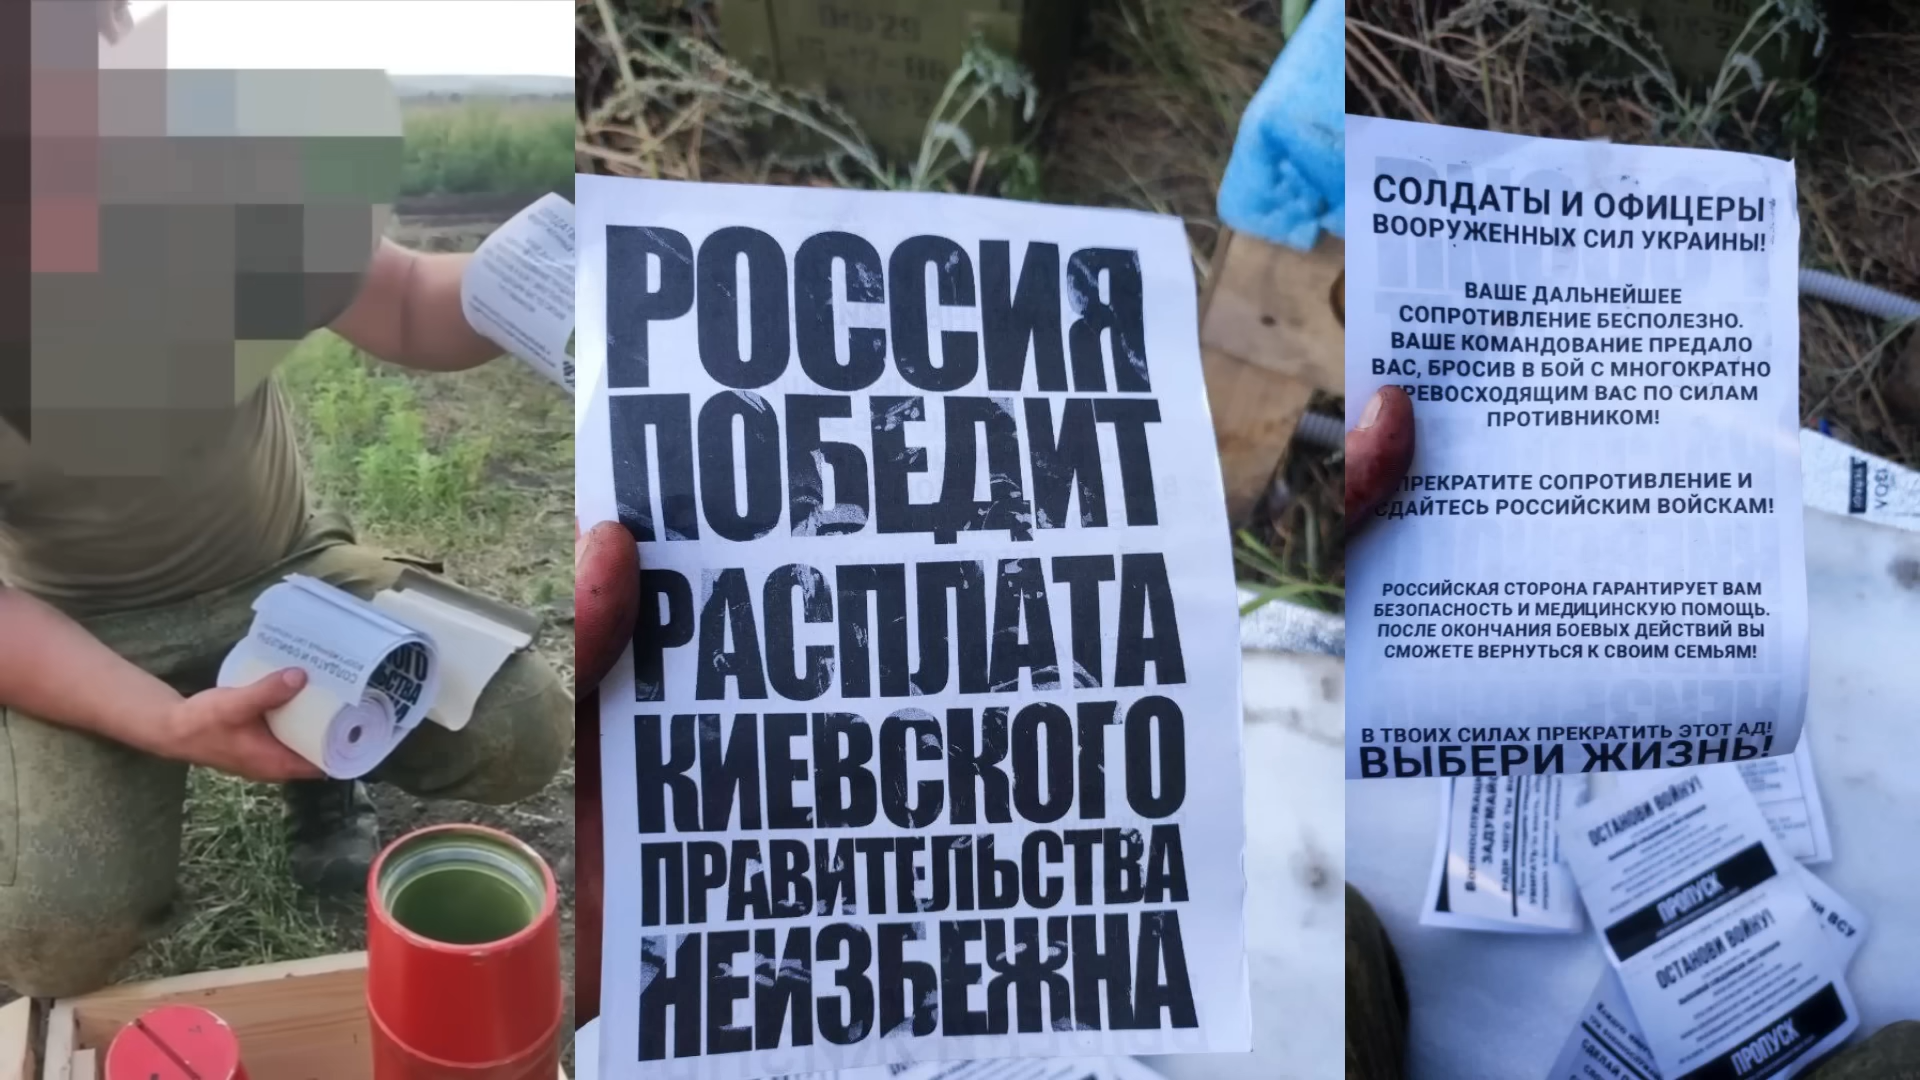 РОССИЯ
ПОБЕДИТ
РАСПЛАТА
КИЕВСКОГО
ПРАВИТЕЛЬСТВА
НЕИЗБЕЖНА
СОЛДАТЫ И ОФИЦЕРЫ
ВООРУЖЕННЫХ СИЛ УКРАИНЫ!
ВАШЕ ДАЛЬНЕЙШЕЕ
СОПРОТИВЛЕНИЕ БЕСПОЛЕЗНО.
ВАШЕ КОМАНДОВАНИЕ ПРЕДАЛО
ВАС, БРОСИВ В БОЙ С МНОГОКРАТНО
ПРЕВОСХОДЯЩИМ ВАС ПО СИЛАМ
ПРОТИВНИКОМ!
ПРЕКРАТИТЕ СОПРОТИВЛЕНИЕ И
СДАЙТЕСЬ РОССИЙСКИМ ВОЙСКАМ!
РОССИЙСКАЯ СТОРОНА ГАРАНТИРУЕТ ВАМ
БЕЗОПАСНОСТЬ И МЕДИЦИНСКУЮ ПОМОЩЬ.
ПОСЛЕ ОКОНЧАНИЯ БОЕВЫХ ДЕЙСТВИЙ ВЫ
СМОЖЕТЕ ВЕРНУТЬСЯ К СВОИМ СЕМЬЯМ!
В ТВОИХ СИЛАХ ПРЕКРАТИТЬ ЭТОТ АД!
ВЫБЕРИ ЖИЗНЬ!
ОСТАНОВИ ВОЙНУ!
ПРОПУСК
ОСТАНОВИ ВОЙНУ!
ПРОПУСК
ВСУ